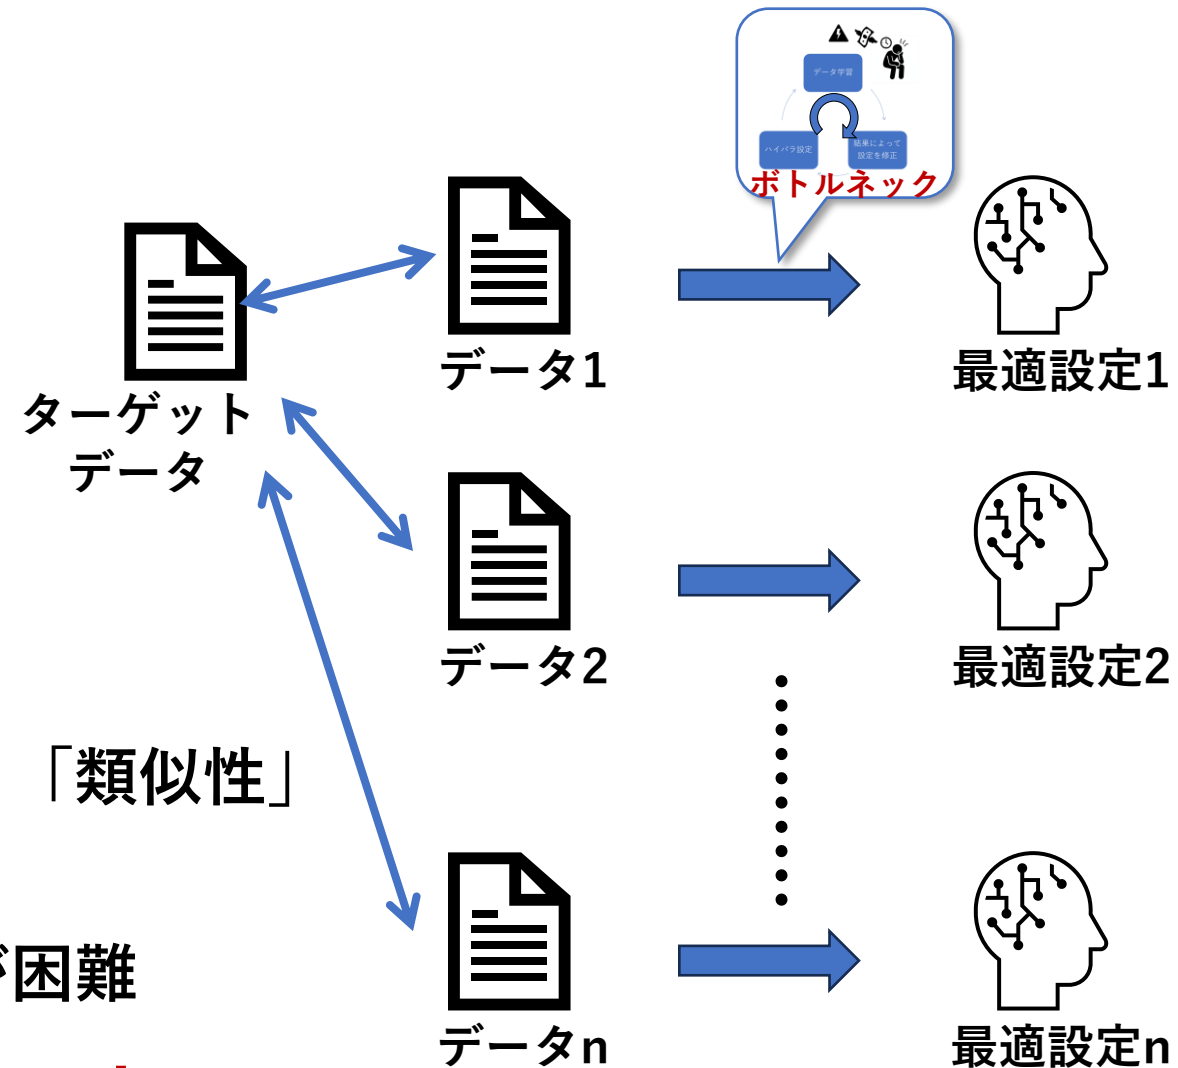 データ学習
ハイパラ設定
結果によって
設定を修正
ボトルネック
ターゲット
データ
データ1
最適設定1
データ2
最適設定2
「類似性」
が困難
データn
最適設定n